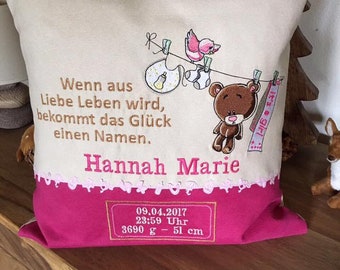 Wenn aus
Liebe Leben wird,
bekommt das Glück
einen Namen.
Hannah Marie
09.04.2017
23:59 Uhr
3690 g - 51 cm